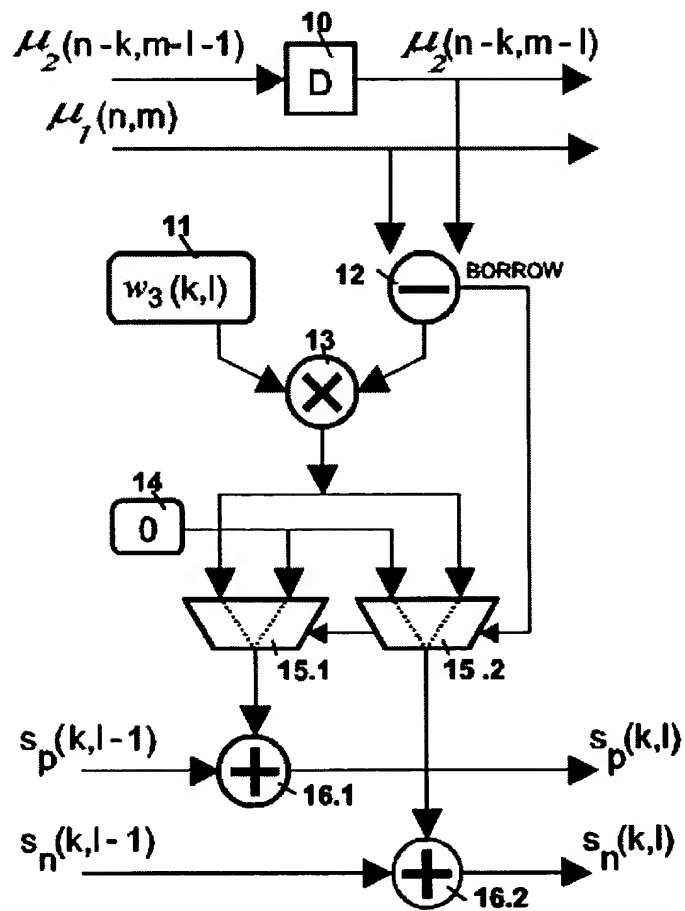 10
μ₂(n-k,m-l-1)
D
μ₂(n-k,m-l)
μ₁(n,m)
11
w₃(k,l)
12
−
BORROW
13
×
14
0
15.1
15.2
sₚ(k,l-1)
+
16.1
sₚ(k,l)
sₙ(k,l-1)
+
16.2
sₙ(k,l)